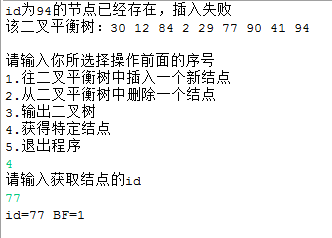 id为94的节点已经存在，插入失败
该二叉平衡树：30 12 84 2 29 77 90 41 94
请输入你所选择操作前面的序号
1.往二叉平衡树中插入一个新结点
2.从二叉平衡树中删除一个结点
3.输出二叉树
4.获得特定结点
5.退出程序
4
请输入获取结点的id
77
id=77 BF=1